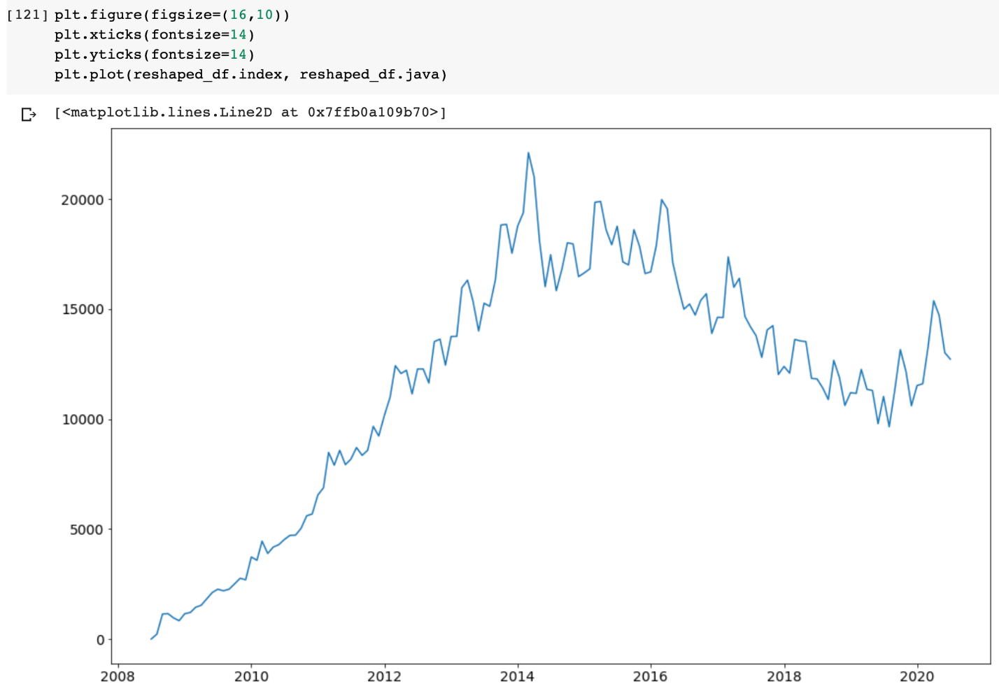 [121] plt.figure(figsize=(16,10))
plt.xticks(fontsize=14)
plt.yticks(fontsize=14)
plt.plot(reshaped_df.index, reshaped_df.java)
[<matplotlib.lines.Line2D at 0x7ffb0a109b70>]
20000
15000
10000
5000
0
2008 2010 2012 2014 2016 2018 2020